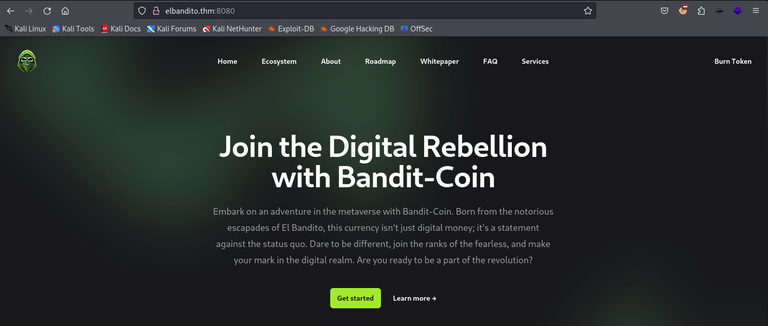 elbandito.thm:8080
Kali Linux Kali Tools Kali Docs Kali Forums Kali NetHunter Exploit-DB Google Hacking DB OffSec
Home Ecosystem About Roadmap Whitepaper FAQ Services Burn Token
Join the Digital Rebellion
with Bandit-Coin
Embark on an adventure in the metaverse with Bandit-Coin. Born from the notorious
escapades of El Bandito, this currency isn't just digital money; it's a statement
against the status quo. Dare to be different, join the ranks of the fearless, and make
your mark in the digital realm. Are you ready to be a part of the revolution?
Get started Learn more →